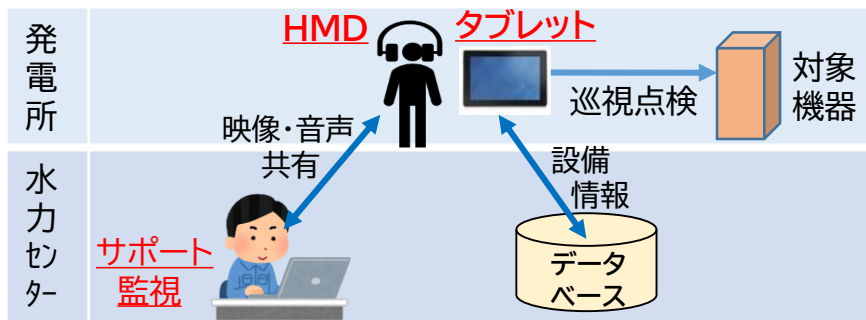 発電所
HMD
タブレット
巡視点検
対象
機器
映像・音声
共有
設備
情報
水力センター
サポート
監視
データ
ベース